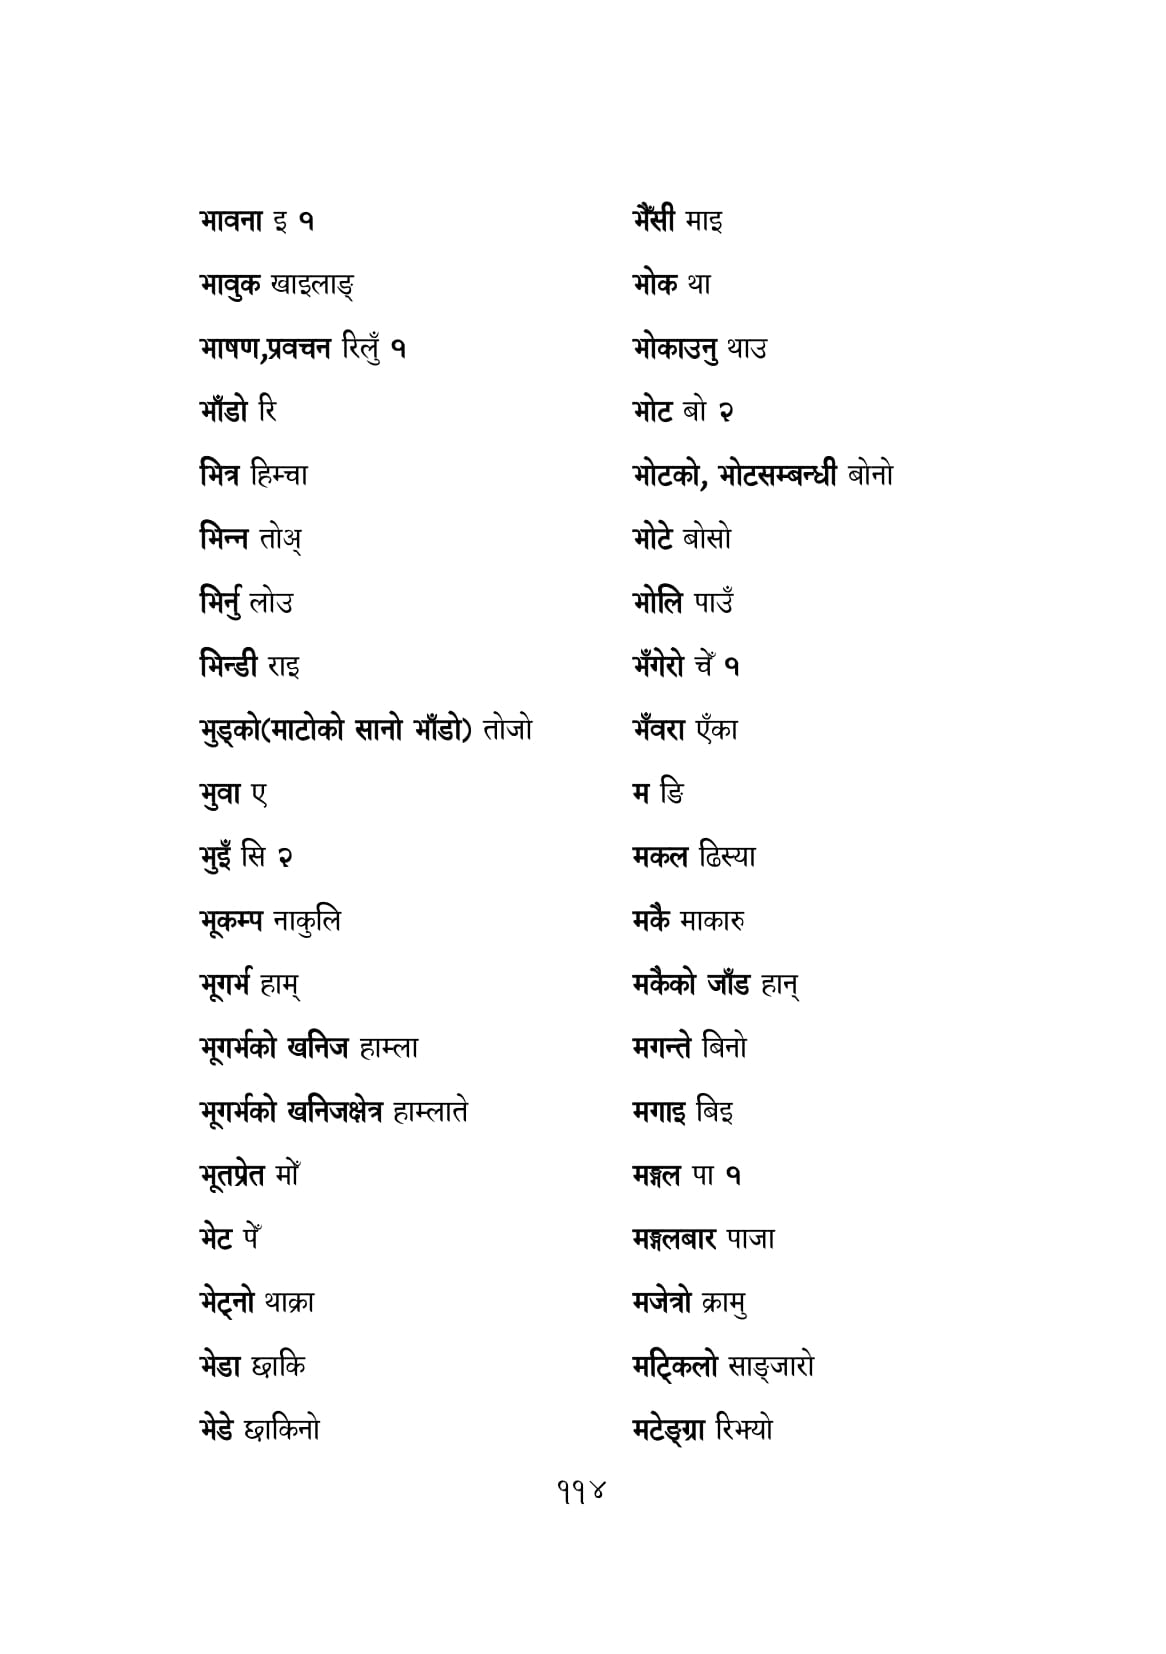 भावना इ १
भावुक खाइलाङ्
भाषण,प्रवचन रिलुँ १
भाँडो रि
भित्र हिम्चा
भिन्न तोअ्
भिर्नु लोउ
भिन्डी राइ
भुड्को(माटोको सानो भाँडो) तोजो
भुवा ए
भुइँ सि २
भूकम्प नाकुलि
भूगर्भ हाम्
भूगर्भको खनिज हाम्ला
भूगर्भको खनिजक्षेत्र हाम्लाते
भूतप्रेत मोँ
भेट पेँ
भेट्नो थाक्रा
भेडा छाकि
भेडे छाकिनो
भैँसी माइ
भोक था
भोकाउनु थाउ
भोट बो २
भोटको, भोटसम्बन्धी बोनो
भोटे बोसो
भोलि पाउँ
भँगेरो चेँ १
भँवरा एँका
म ङि
मकल ढिस्या
मकै माकारु
मकैको जाँड हान्
मगन्ते बिनो
मगाइ बिइ
मङ्गल पा १
मङ्गलबार पाजा
मजेत्रो क्रामु
मट्किलो साङ्जारो
मटेङ्ग्रा रिभ्यो
११४